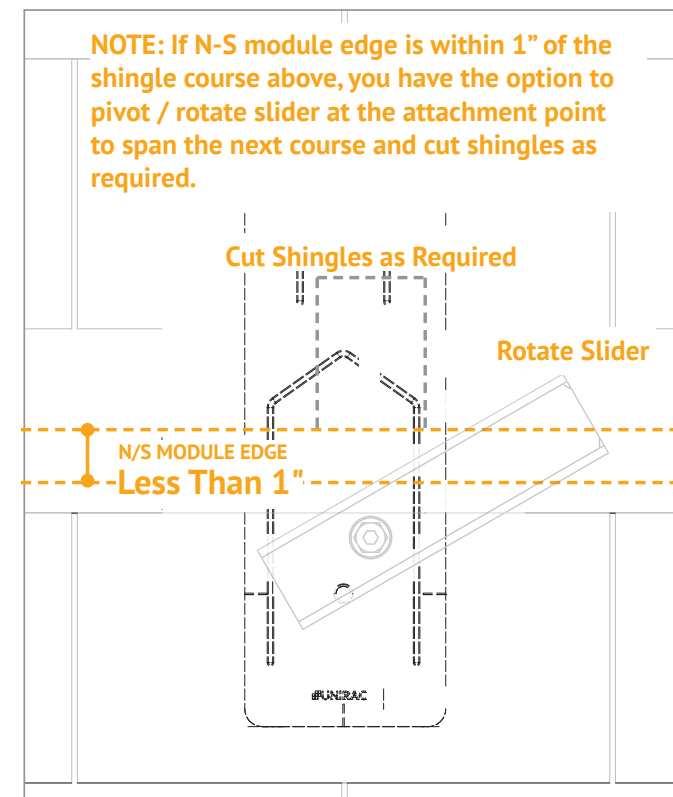 NOTE: If N-S module edge is within 1” of the
shingle course above, you have the option to
pivot / rotate slider at the attachment point
to span the next course and cut shingles as
required.
Cut Shingles as Required
Rotate Slider
N/S MODULE EDGE
Less Than 1"
#UNIRAC